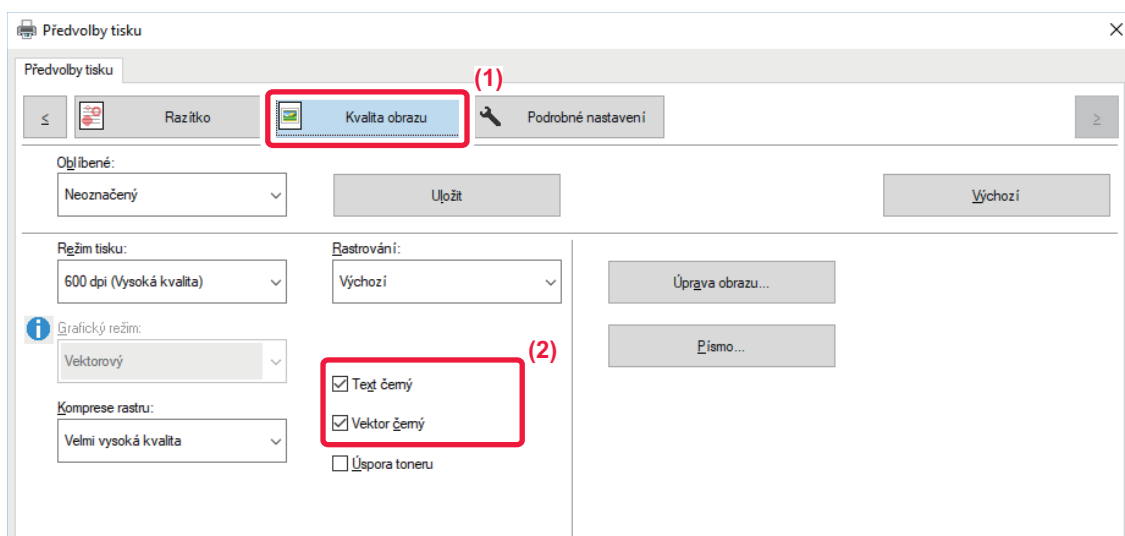 Předvolby tisku
Předvolby tisku
(1)
≤
Razítko
Kvalita obrazu
Podrobné nastavení
≥
Oblíbené:
Neoznačený
Uložit
Výchozí
Režim tisku:
600 dpi (Vysoká kvalita)
Rastrování:
Výchozí
Úprava obrazu...
Grafický režim:
Vektorový
Písmo...
(2)
Text černý
Komprese rastru:
Velmi vysoká kvalita
Vektor černý
Úspora toneru